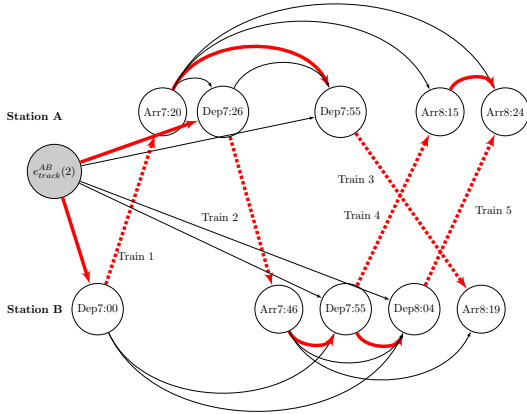 Station A
Arr7:20
Dep7:26
Dep7:55
Arr8:15
Arr8:24
e^{AB}_{track}(2)
Train 3
Train 4
Train 2
Train 5
Train 1
Station B
Dep7:00
Arr7:46
Dep7:55
Dep8:04
Arr8:19